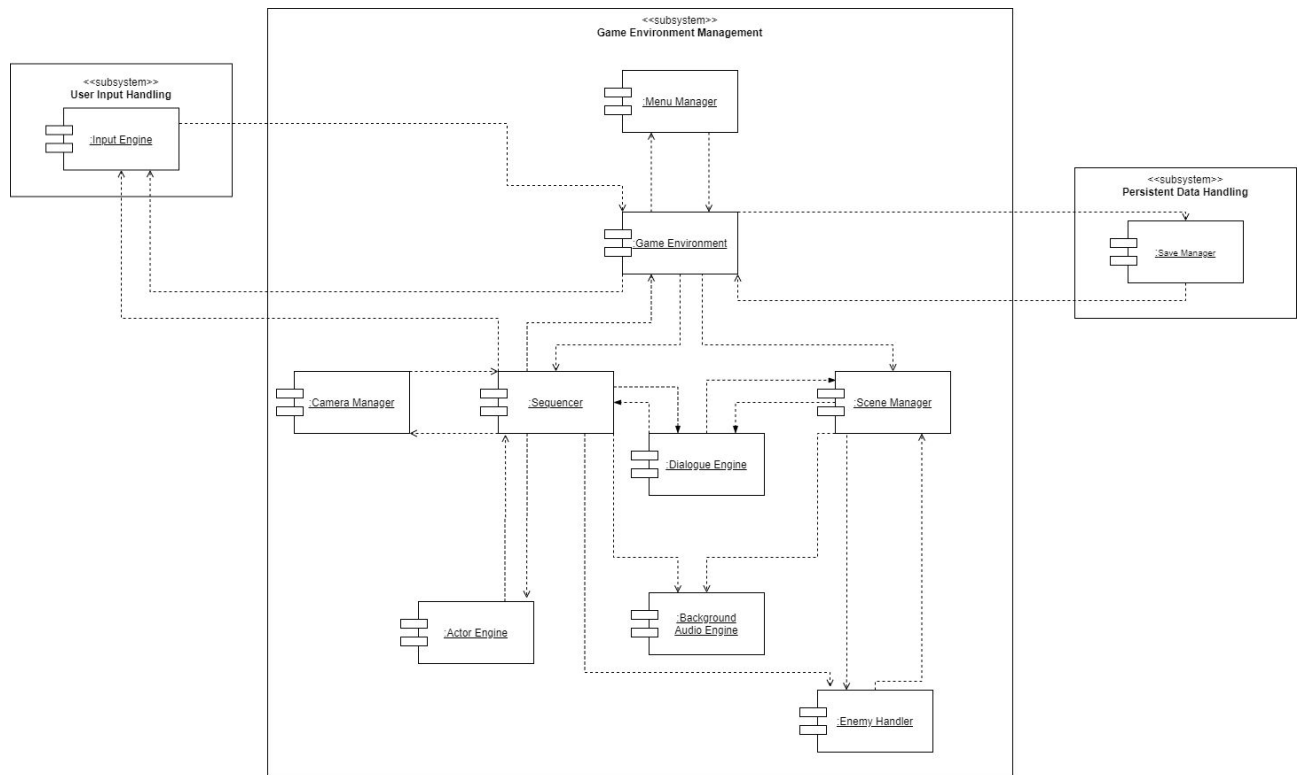 <<subsystem>>
Game Environment Management
<<subsystem>>
User Input Handling
:Input Engine
:Menu Manager
<<subsystem>>
Persistent Data Handling
:Game Environment
:Save Manager
:Camera Manager
:Sequencer
:Scene Manager
:Dialogue Engine
:Actor Engine
:Background
Audio Engine
:Enemy Handler